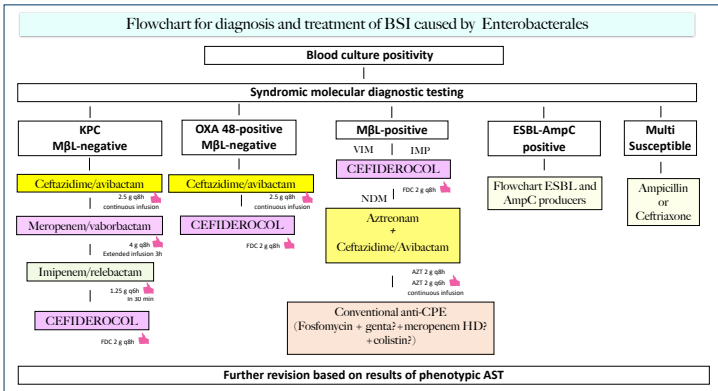 Flowchart for diagnosis and treatment of BSI caused by Enterobacterales
Blood culture positivity
Syndromic molecular diagnostic testing
KPC
MβL-negative
Ceftazidime/avibactam
2.5 g q8h
continuous infusion
Meropenem/vaborbactam
4 g q8h
Extended infusion 3h
Imipenem/relebactam
1.25 g q6h
In 30 min
CEFIDEROCOL
FDC 2 g q8h
OXA 48-positive
MβL-negative
Ceftazidime/avibactam
2.5 g q8h
continuous infusion
CEFIDEROCOL
FDC 2 g q8h
MβL-positive
VIM IMP
CEFIDEROCOL
FDC 2 g q8h
NDM
Aztreonam
+
Ceftazidime/Avibactam
AZT 2 g q8h
AZT 2 g q6h
continuous infusion
Conventional anti-CPE
(Fosfomycin + genta?+meropenem HD?
+colistin?)
ESBL-AmpC
positive
Flowchart ESBL and
AmpC producers
Multi
Susceptible
Ampicillin
or
Ceftriaxone
Further revision based on results of phenotypic AST